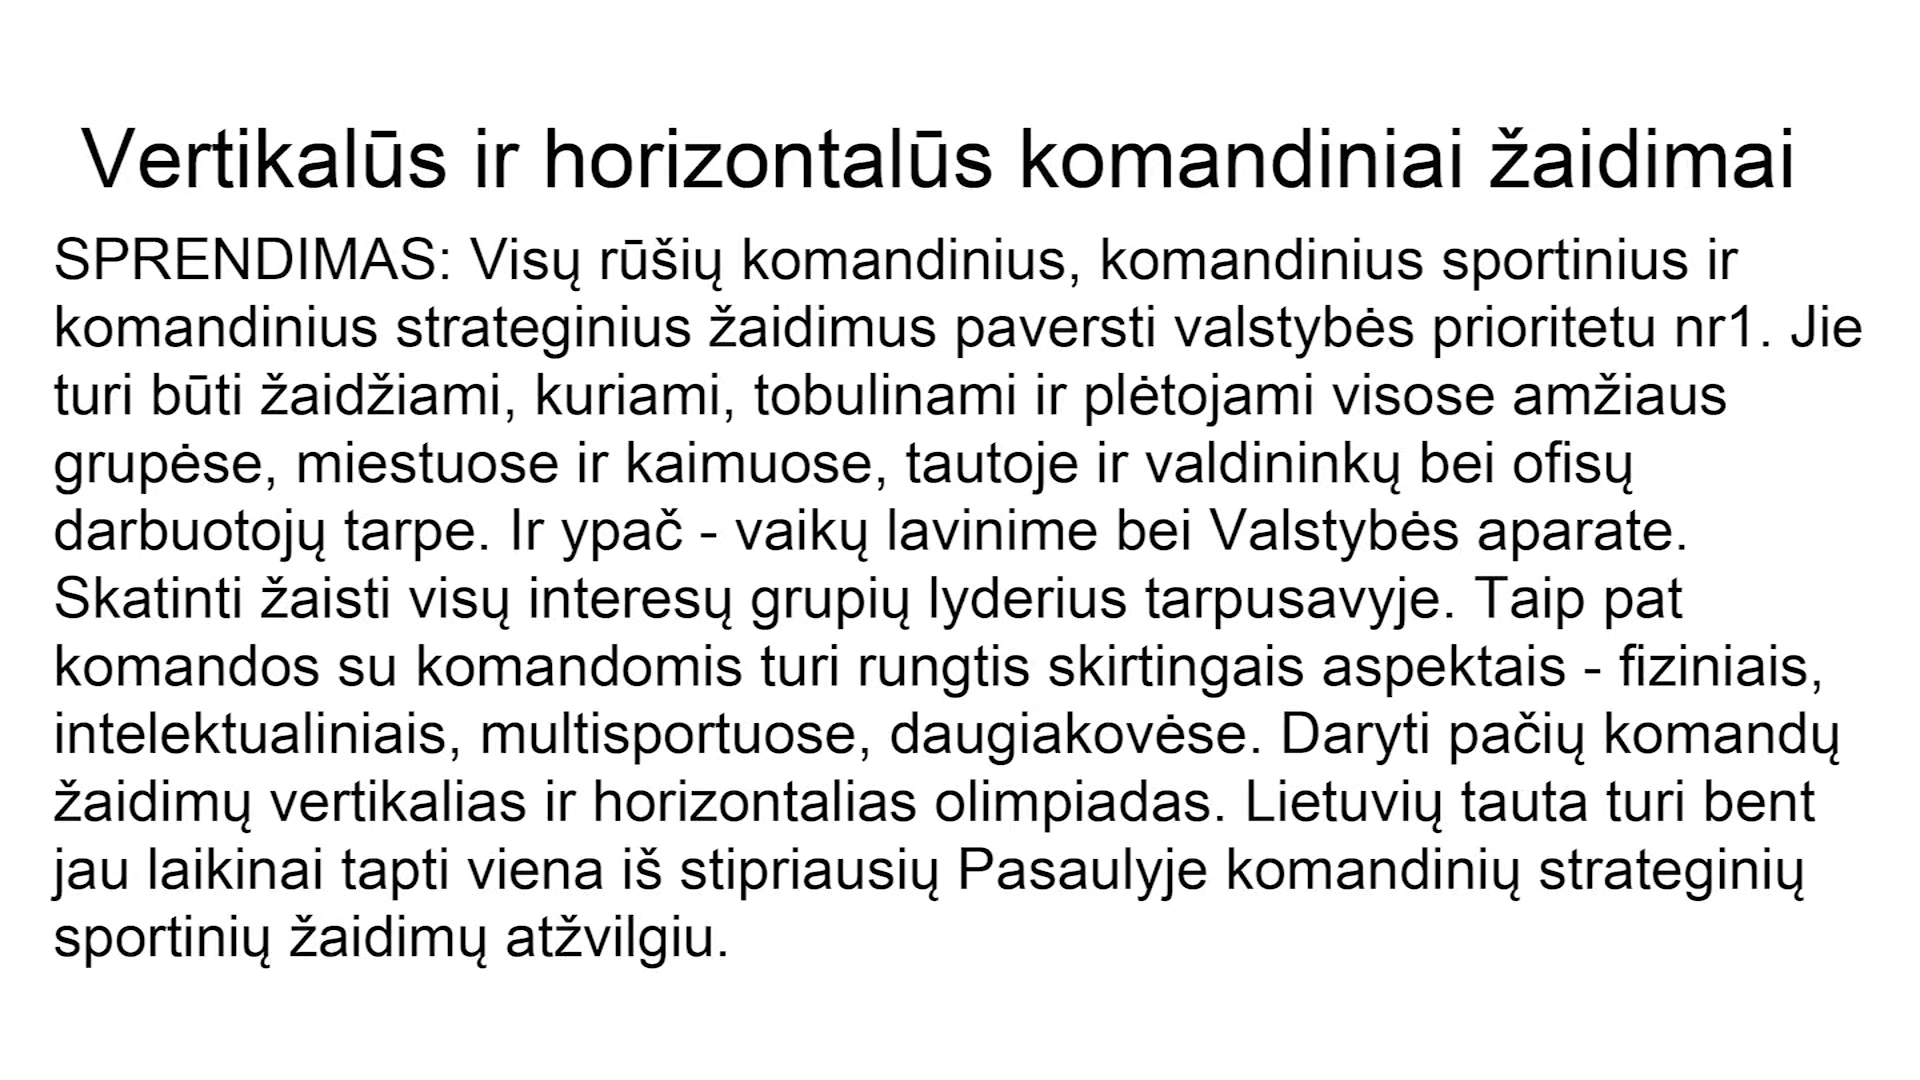 Vertikalūs ir horizontalūs komandiniai žaidimai
SPRENDIMAS: Visų rūšių komandinius, komandinius sportinius ir
komandinius strateginius žaidimus paversti valstybės prioritetu nr1. Jie
turi būti žaidžiami, kuriami, tobulinami ir plėtojami visose amžiaus
grupėse, miestuose ir kaimuose, tautoje ir valdininkų bei ofisų
darbuotojų tarpe. Ir ypač - vaikų lavinime bei Valstybės aparate.
Skatinti žaisti visų interesų grupių lyderius tarpusavyje. Taip pat
komandos su komandomis turi rungtis skirtingais aspektais - fiziniais,
intelektualiniais, multisportuose, daugiakovėse. Daryti pačių komandų
žaidimų vertikalias ir horizontalias olimpiadas. Lietuvių tauta turi bent
jau laikinai tapti viena iš stipriausių Pasaulyje komandinių strateginių
sportinių žaidimų atžvilgiu.